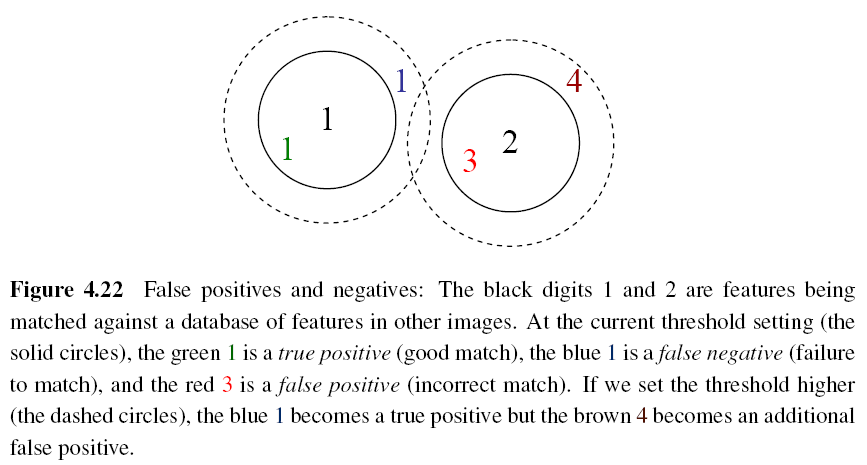 1
4
1
2
1
3
Figure 4.22 False positives and negatives: The black digits 1 and 2 are features being
matched against a database of features in other images. At the current threshold setting (the
solid circles), the green 1 is a true positive (good match), the blue 1 is a false negative (failure
to match), and the red 3 is a false positive (incorrect match). If we set the threshold higher
(the dashed circles), the blue 1 becomes a true positive but the brown 4 becomes an additional
false positive.